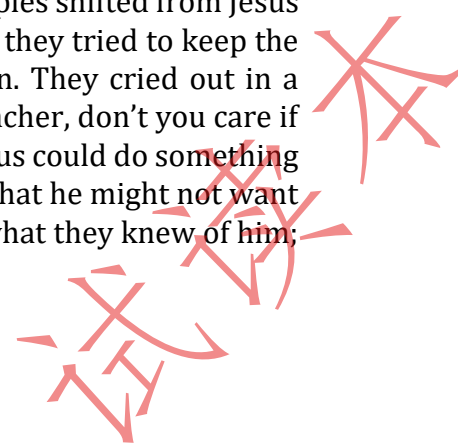 ples shifted from Jesus
they tried to keep the
n. They cried out in a
acher, don't you care if
us could do something
hat he might not want
what they knew of him;
试读本